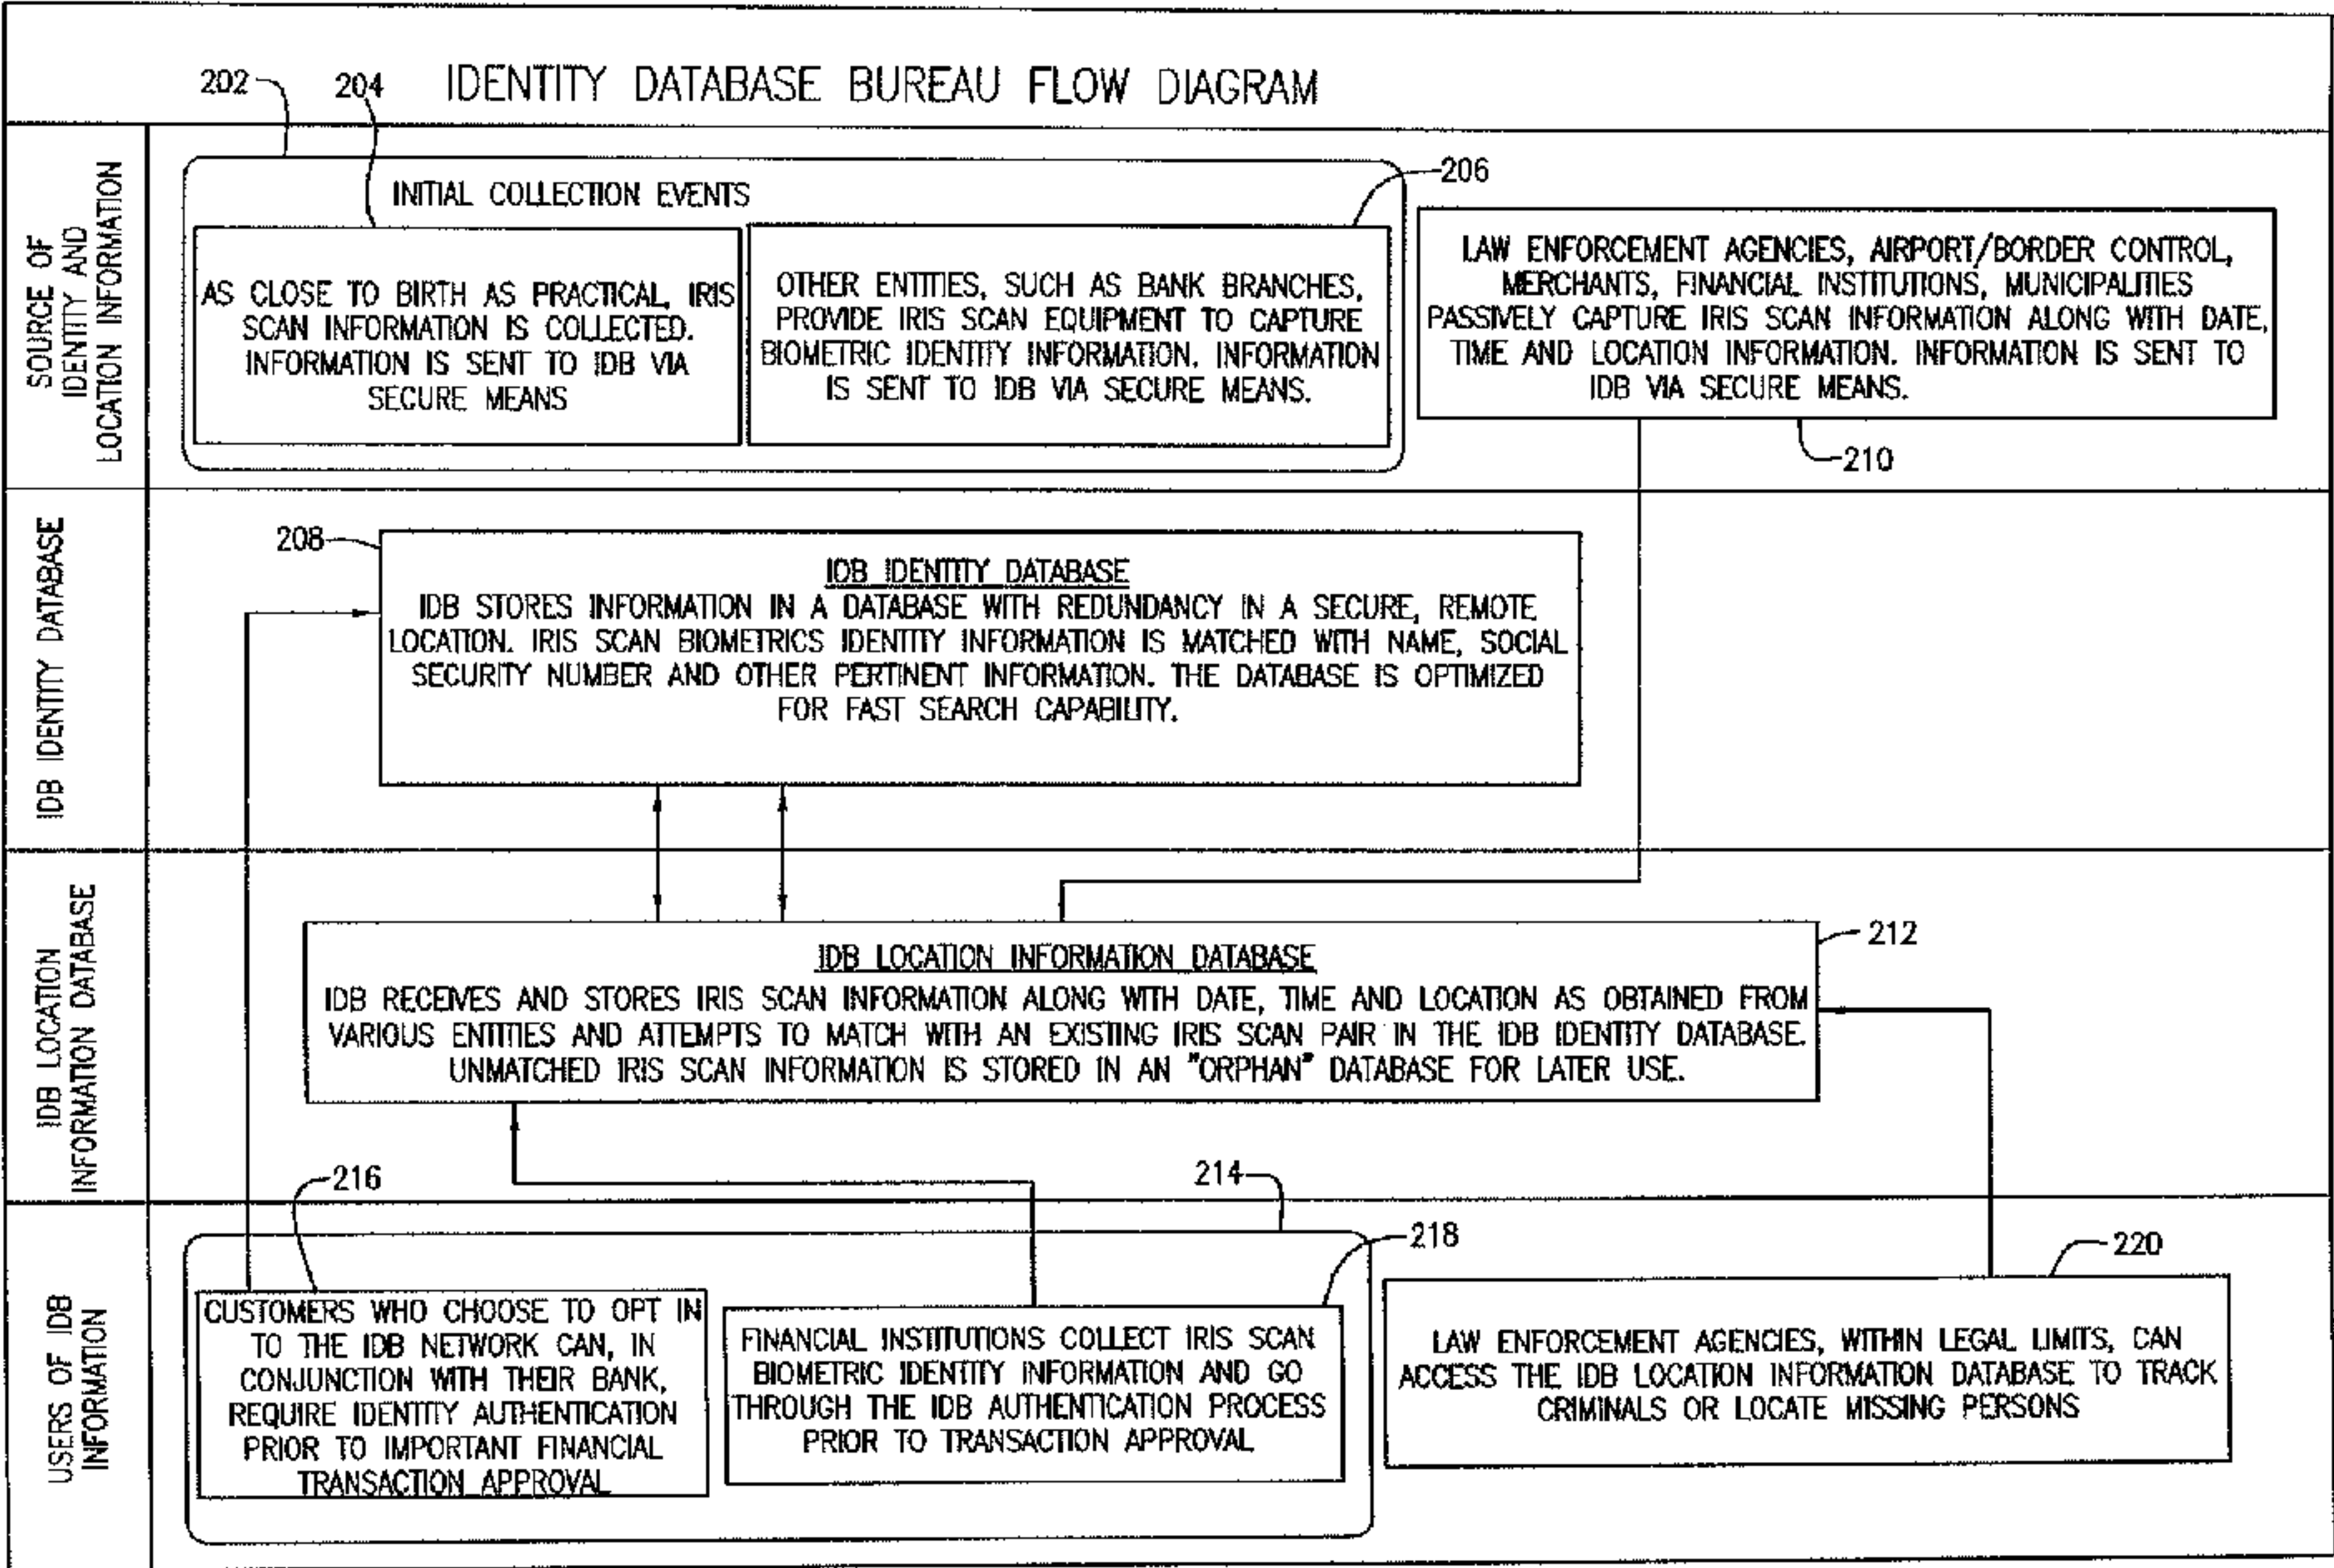 IDENTITY DATABASE BUREAU FLOW DIAGRAM
202
204
SOURCE OF
IDENTITY AND
LOCATION INFORMATION
INITIAL COLLECTION EVENTS
206
AS CLOSE TO BIRTH AS PRACTICAL, IRIS
SCAN INFORMATION IS COLLECTED.
INFORMATION IS SENT TO IDB VIA
SECURE MEANS
OTHER ENTITIES, SUCH AS BANK BRANCHES,
PROVIDE IRIS SCAN EQUIPMENT TO CAPTURE
BIOMETRIC IDENTITY INFORMATION. INFORMATION
IS SENT TO IDB VIA SECURE MEANS.
LAW ENFORCEMENT AGENCIES, AIRPORT/BORDER CONTROL,
MERCHANTS, FINANCIAL INSTITUTIONS, MUNICIPALITIES
PASSIVELY CAPTURE IRIS SCAN INFORMATION ALONG WITH DATE,
TIME AND LOCATION INFORMATION. INFORMATION IS SENT TO
IDB VIA SECURE MEANS.
210
IDB IDENTITY DATABASE
208
IDB IDENTITY DATABASE
IDB STORES INFORMATION IN A DATABASE WITH REDUNDANCY IN A SECURE, REMOTE
LOCATION. IRIS SCAN BIOMETRICS IDENTITY INFORMATION IS MATCHED WITH NAME, SOCIAL
SECURITY NUMBER AND OTHER PERTINENT INFORMATION. THE DATABASE IS OPTIMIZED
FOR FAST SEARCH CAPABILITY.
IDB LOCATION
INFORMATION DATABASE
212
IDB LOCATION INFORMATION DATABASE
IDB RECEIVES AND STORES IRIS SCAN INFORMATION ALONG WITH DATE, TIME AND LOCATION AS OBTAINED FROM
VARIOUS ENTITIES AND ATTEMPTS TO MATCH WITH AN EXISTING IRIS SCAN PAIR IN THE IDB IDENTITY DATABASE.
UNMATCHED IRIS SCAN INFORMATION IS STORED IN AN "ORPHAN" DATABASE FOR LATER USE.
216
214
USERS OF IDB
INFORMATION
218
220
CUSTOMERS WHO CHOOSE TO OPT IN
TO THE IDB NETWORK CAN, IN
CONJUNCTION WITH THEIR BANK,
REQUIRE IDENTITY AUTHENTICATION
PRIOR TO IMPORTANT FINANCIAL
TRANSACTION APPROVAL
FINANCIAL INSTITUTIONS COLLECT IRIS SCAN
BIOMETRIC IDENTITY INFORMATION AND GO
THROUGH THE IDB AUTHENTICATION PROCESS
PRIOR TO TRANSACTION APPROVAL
LAW ENFORCEMENT AGENCIES, WITHIN LEGAL LIMITS, CAN
ACCESS THE IDB LOCATION INFORMATION DATABASE TO TRACK
CRIMINALS OR LOCATE MISSING PERSONS